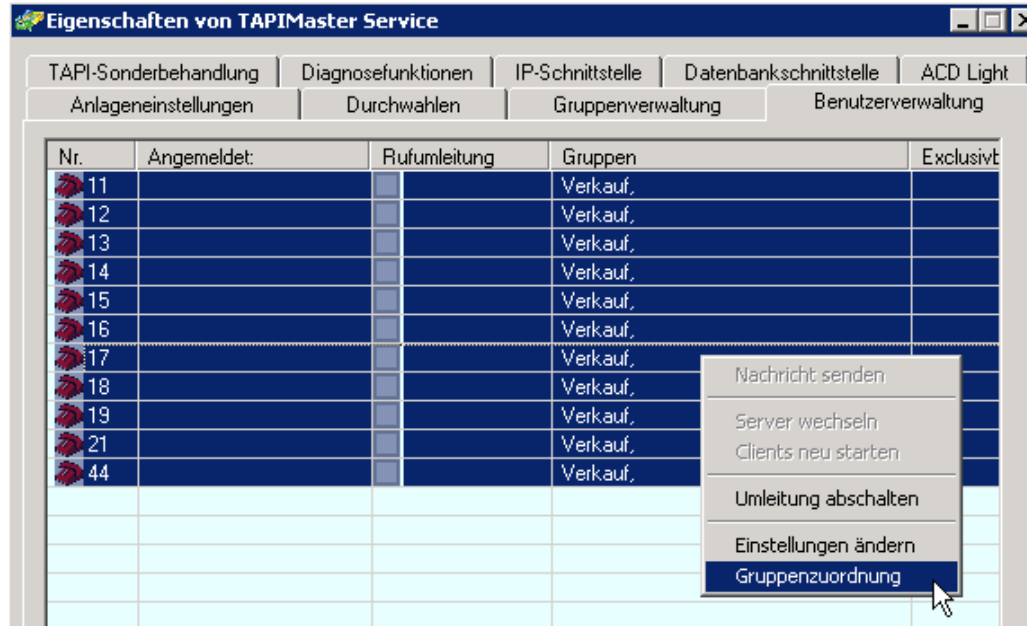 Eigenschaften von TAPIMaster Service
TAPI-Sonderbehandlung Diagnosefunktionen IP-Schnittstelle Datenbankschnittstelle ACD Light
Anlageneinstellungen Durchwahlen Gruppenverwaltung Benutzerverwaltung
Nr. Angemeldet: Rufumleitung Gruppen Exclusivb
11 Verkauf,
12 Verkauf,
13 Verkauf,
14 Verkauf,
15 Verkauf,
16 Verkauf,
17 Verkauf,
18 Verkauf,
19 Verkauf,
21 Verkauf,
44 Verkauf,
Nachricht senden
Server wechseln
Clients neu starten
Umleitung abschalten
Einstellungen ändern
Gruppenzuordnung